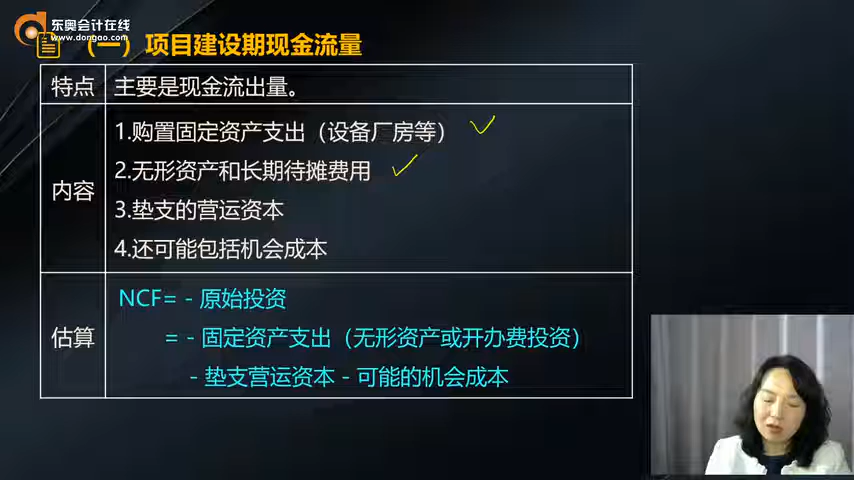 东奥会计在线
www.dongao.com
（一）项目建设期现金流量
特点 主要是现金流出量。
内容
1.购置固定资产支出（设备厂房等）
2.无形资产和长期待摊费用
3.垫支的营运资本
4.还可能包括机会成本
估算
NCF= - 原始投资
= - 固定资产支出（无形资产或开办费投资）
- 垫支营运资本 - 可能的机会成本